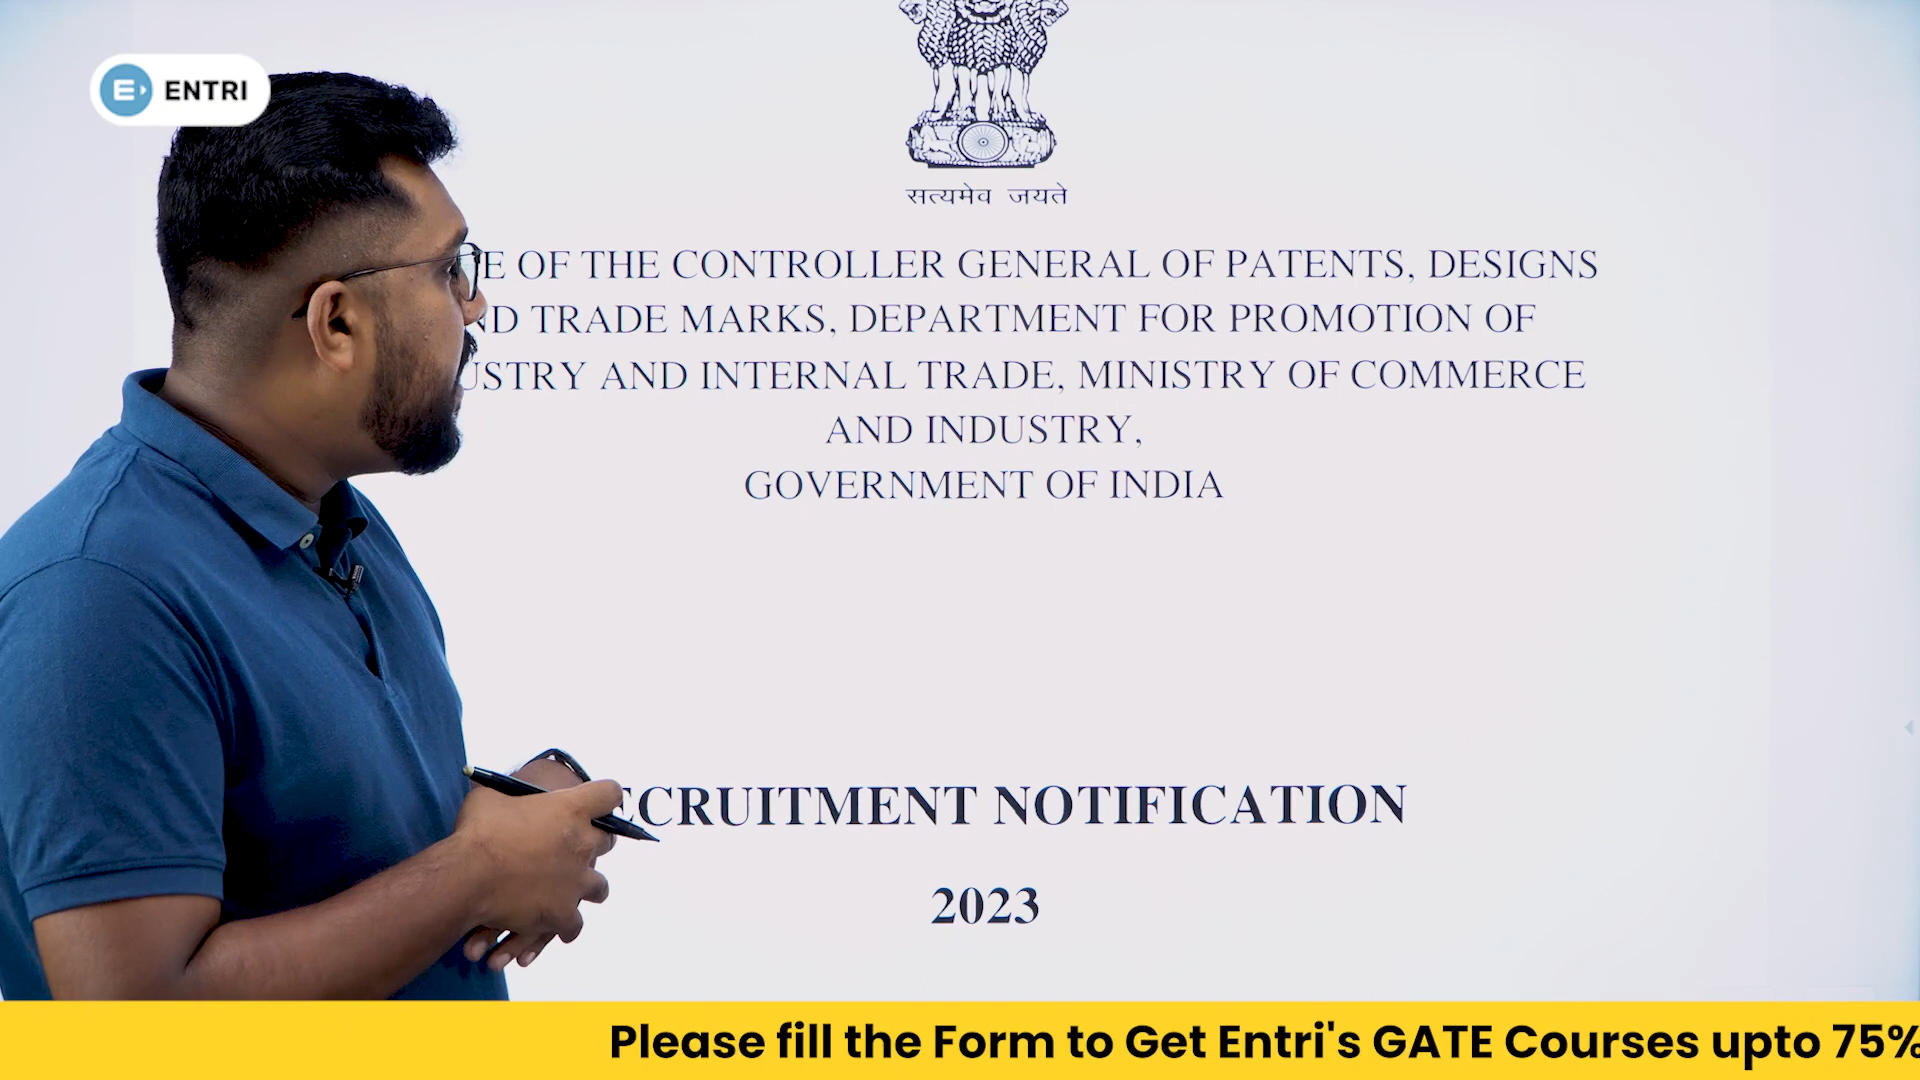 ENTRI
सत्यमेव जयते
OF THE CONTROLLER GENERAL OF PATENTS, DESIGNS
TRADE MARKS, DEPARTMENT FOR PROMOTION OF
AND INTERNAL TRADE, MINISTRY OF COMMERCE
AND INDUSTRY,
GOVERNMENT OF INDIA
NOTIFICATION
2023
Please fill the Form to Get Entri's GATE Courses upto 75%